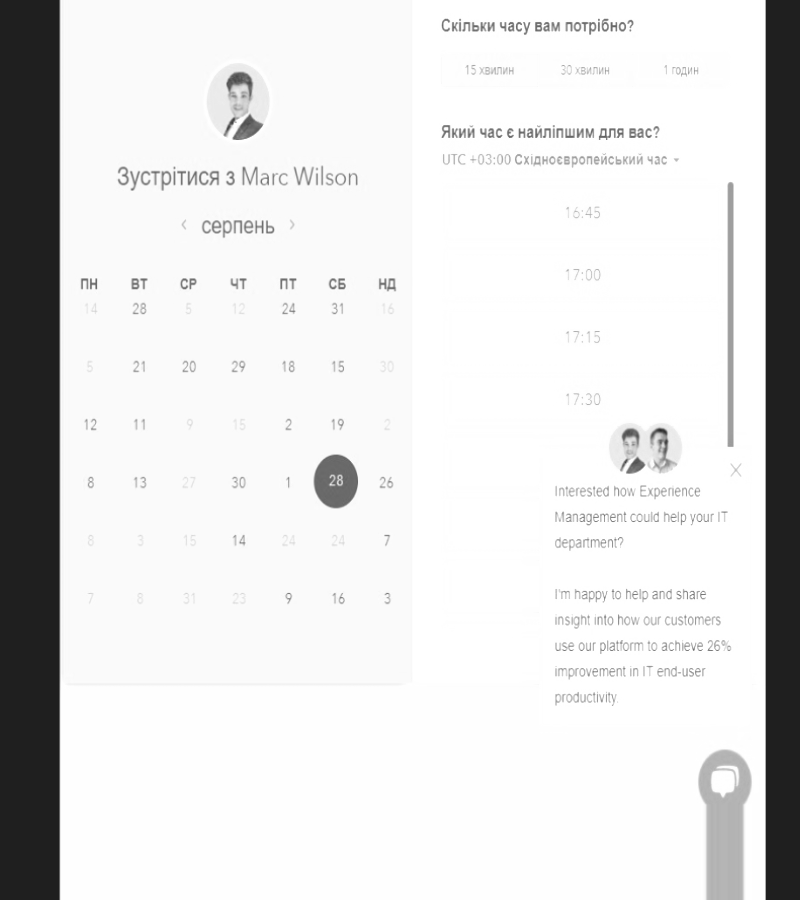 Зустрітися з Marc Wilson
серпень
ПН ВТ СР ЧТ ПТ СБ НД
14 28 5 12 24 31 16
5 21 20 29 18 15 30
12 11 9 15 2 19 2
8 13 27 30 1 28 26
8 3 15 14 24 24 7
7 8 31 23 9 16 3
Скільки часу вам потрібно?
15 хвилин 30 хвилин 1 годин
Який час є найліпшим для вас?
UTC +03:00 Східноєвропейський час
16:45
17:00
17:15
17:30
Interested how Experience
Management could help your IT
department?
I'm happy to help and share
insight into how our customers
use our platform to achieve 26%
improvement in IT end-user
productivity.